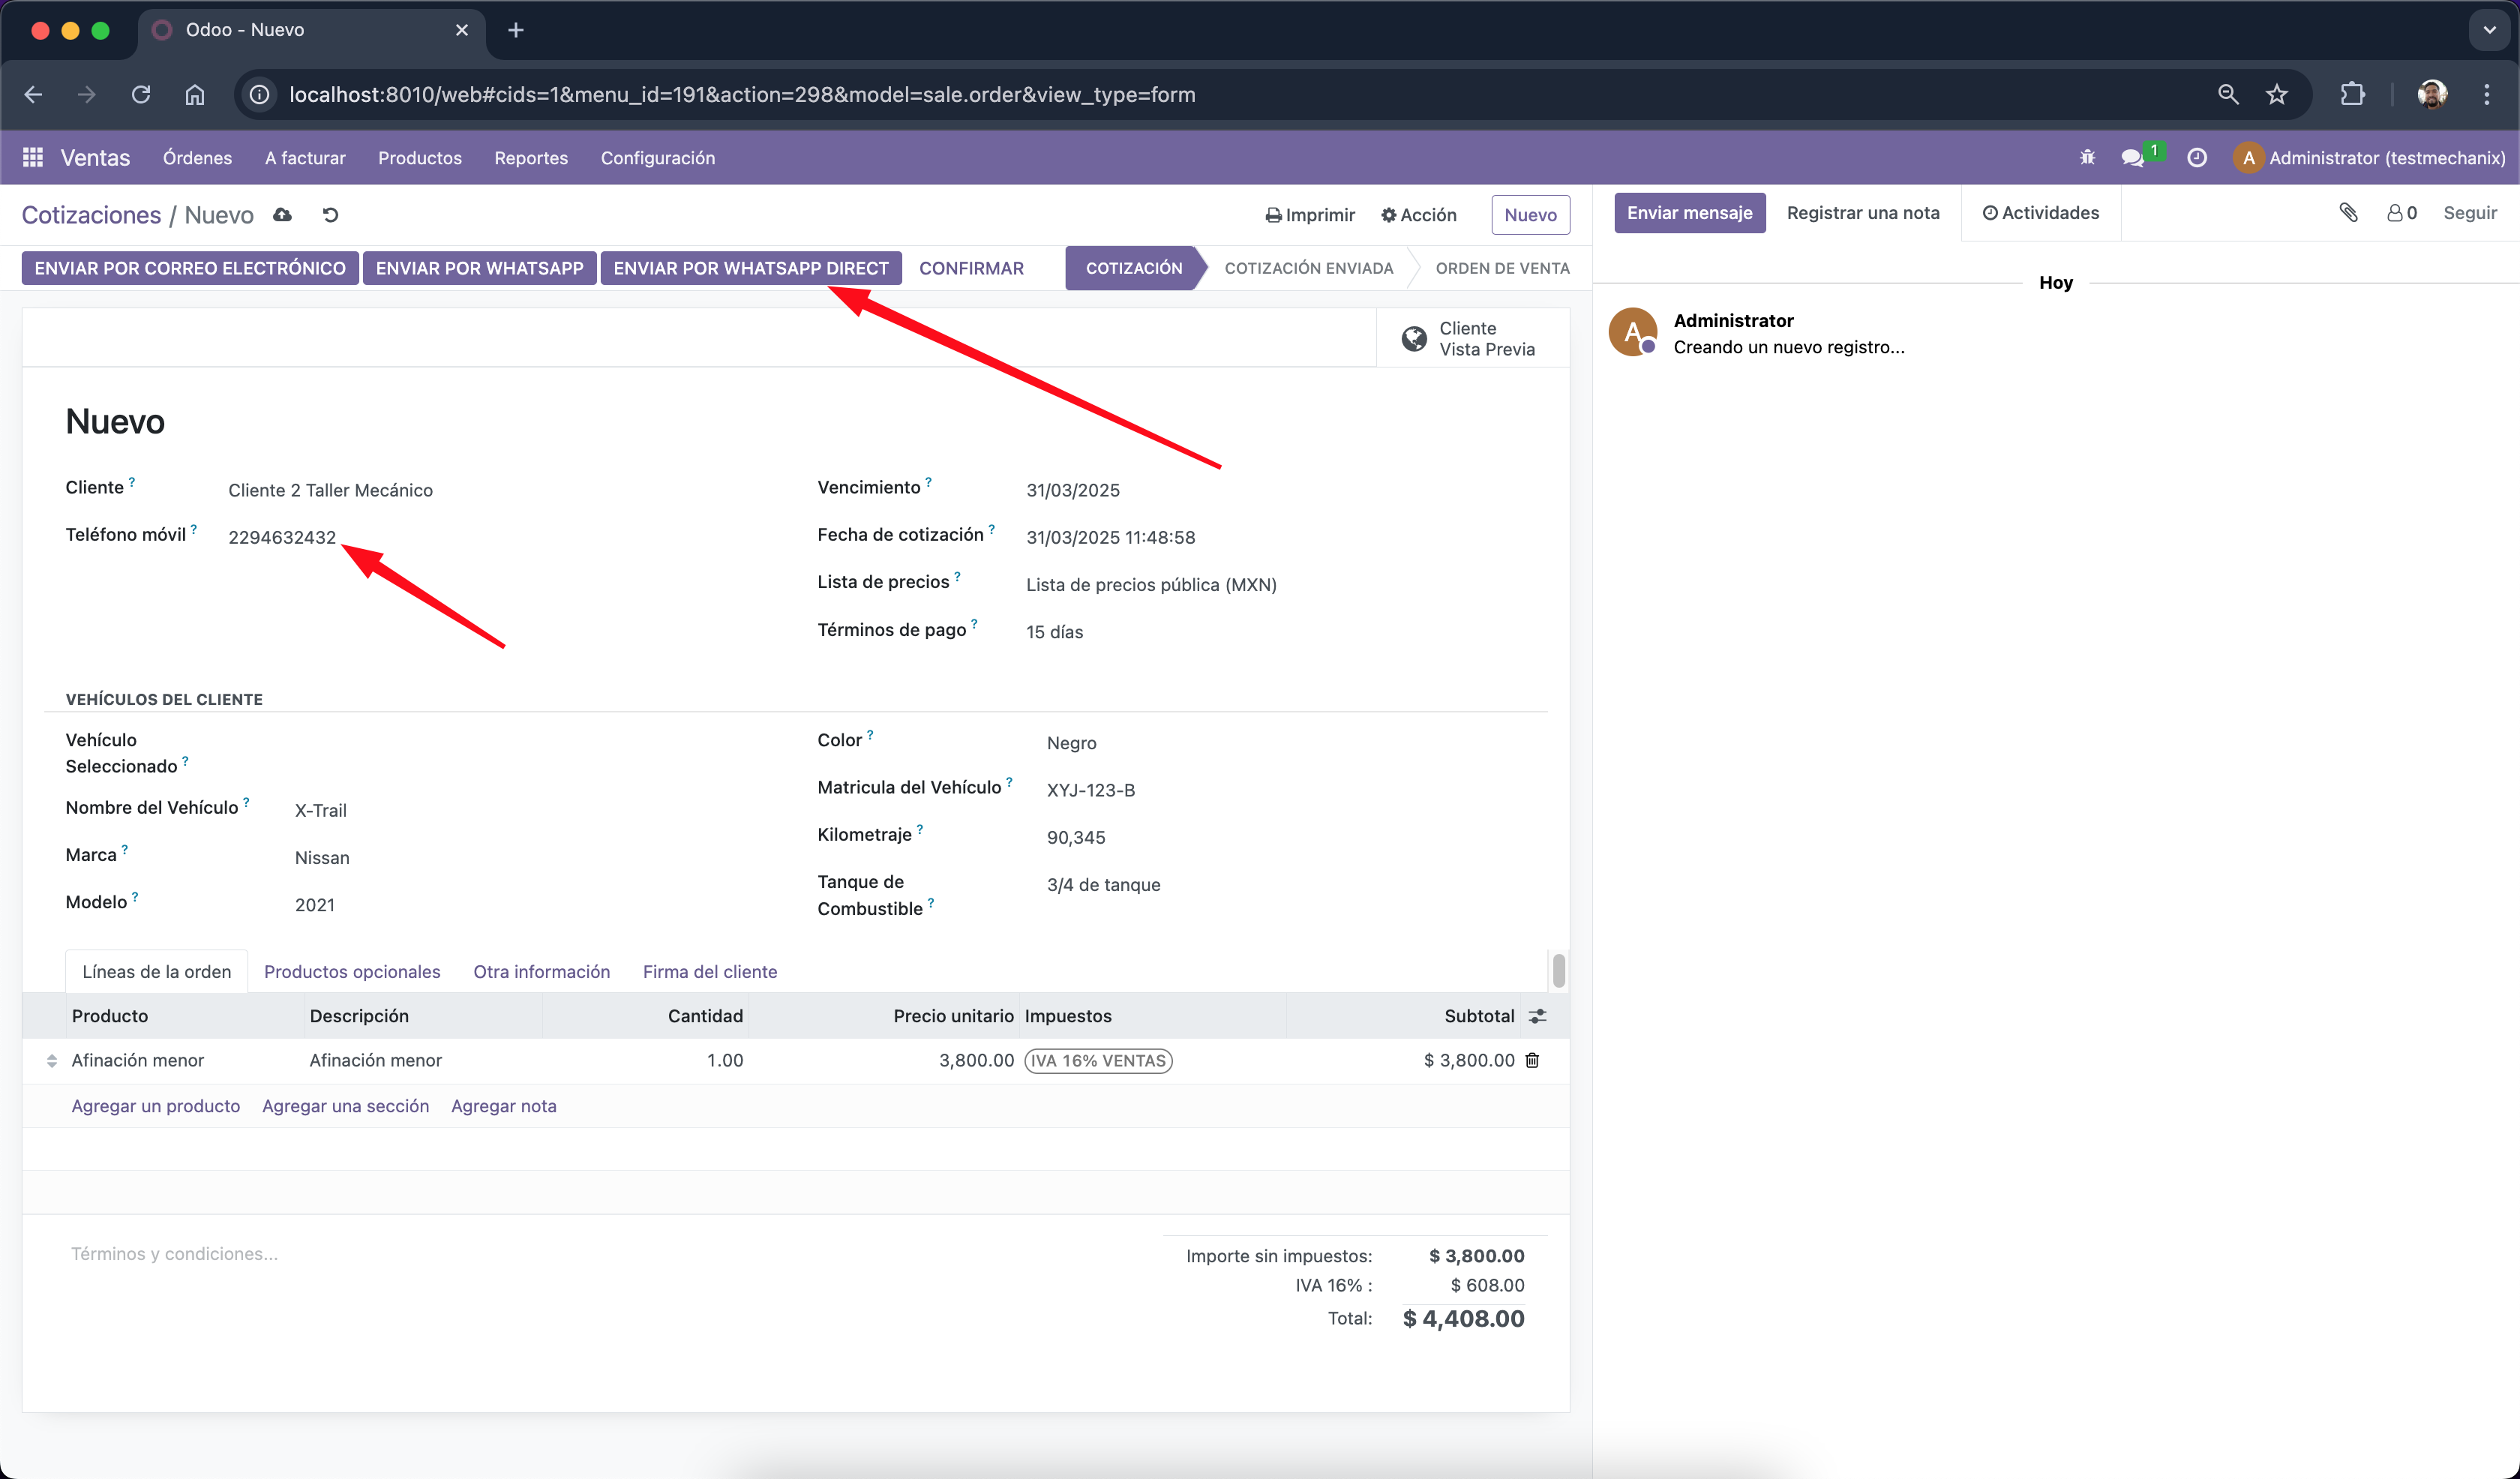 Odoo - Nuevo
localhost:8010/web#cids=1&menu_id=191&action=298&model=sale.order&view_type=form
Ventas Órdenes A facturar Productos Reportes Configuración 1 A Administrator (testmechanix)
Cotizaciones / Nuevo Imprimir Acción Nuevo
Enviar mensaje Registrar una nota Actividades 0 Seguir
ENVIAR POR CORREO ELECTRÓNICO ENVIAR POR WHATSAPP ENVIAR POR WHATSAPP DIRECT CONFIRMAR COTIZACIÓN COTIZACIÓN ENVIADA ORDEN DE VENTA
Hoy
A Administrator
Creando un nuevo registro...
Cliente
Vista Previa
Nuevo
Cliente ? Cliente 2 Taller Mecánico
Teléfono móvil ? 2294632432
Vencimiento ? 31/03/2025
Fecha de cotización ? 31/03/2025 11:48:58
Lista de precios ? Lista de precios pública (MXN)
Términos de pago ? 15 días
VEHÍCULOS DEL CLIENTE
Vehículo
Seleccionado ?
Nombre del Vehículo ? X-Trail
Marca ? Nissan
Modelo ? 2021
Color ? Negro
Matricula del Vehículo ? XYJ-123-B
Kilometraje ? 90,345
Tanque de 3/4 de tanque
Combustible ?
Líneas de la orden Productos opcionales Otra información Firma del cliente
Producto Descripción Cantidad Precio unitario Impuestos Subtotal
Afinación menor Afinación menor 1.00 3,800.00 IVA 16% VENTAS $ 3,800.00
Agregar un producto Agregar una sección Agregar nota
Términos y condiciones...
Importe sin impuestos: $ 3,800.00
IVA 16% : $ 608.00
Total: $ 4,408.00